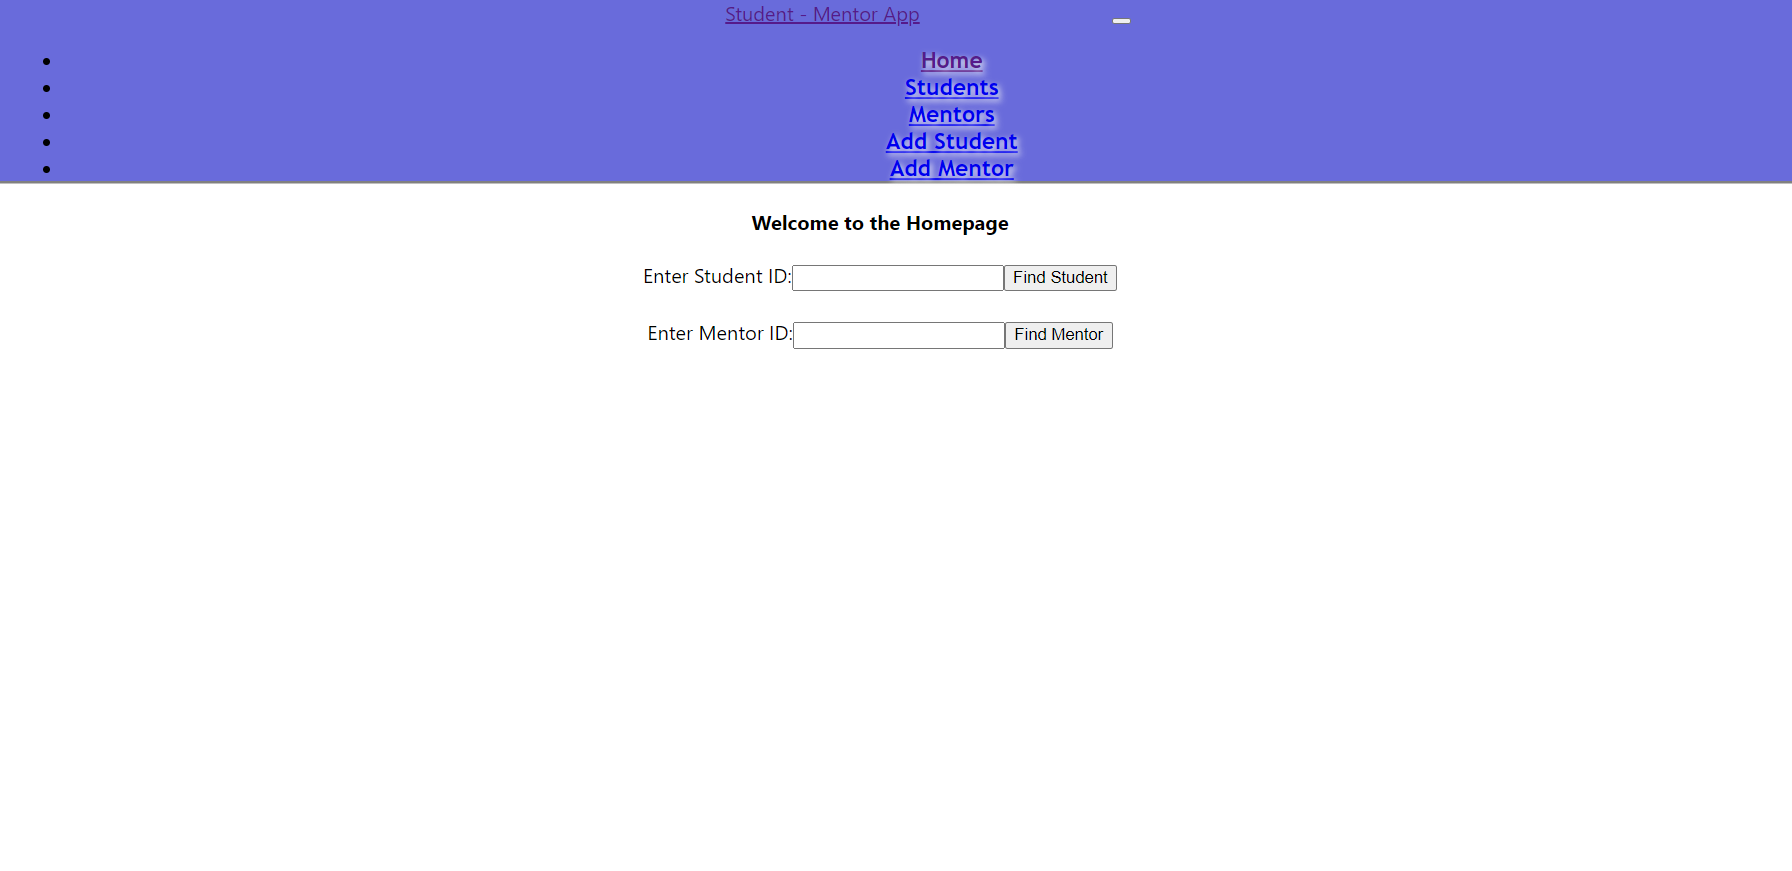 Student - Mentor App
Home
Students
Mentors
Add Student
Add Mentor
Welcome to the Homepage
Enter Student ID: Find Student
Enter Mentor ID: Find Mentor